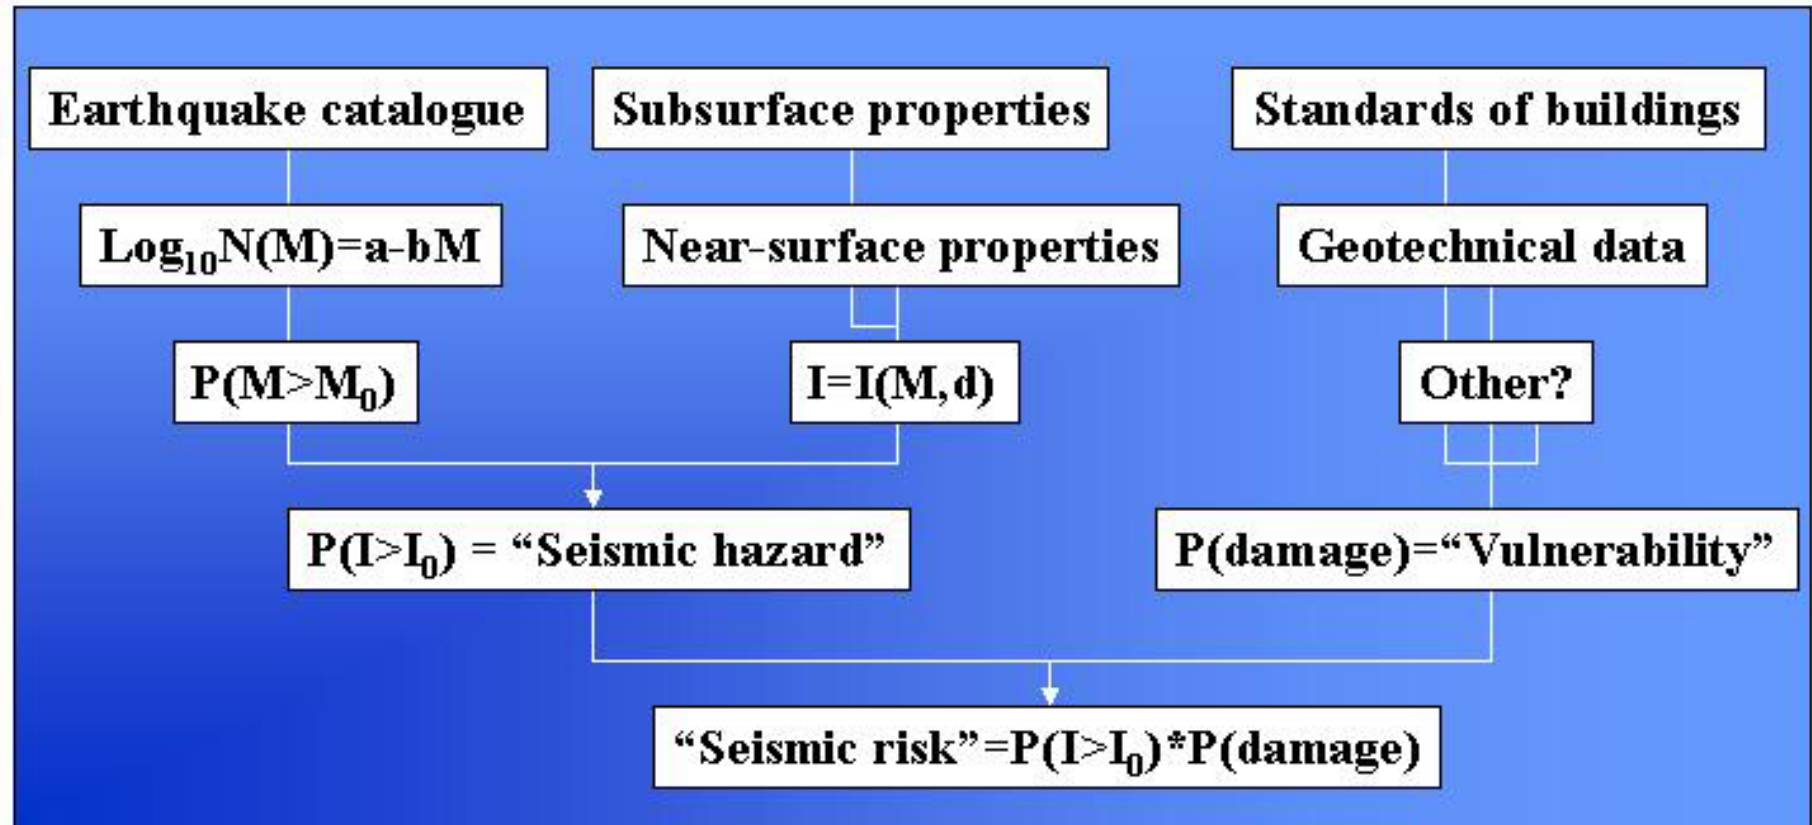 Earthquake catalogue
Subsurface properties
Standards of buildings
Log₁₀N(M)=a-bM
Near-surface properties
Geotechnical data
P(M>M₀)
I=I(M,d)
Other?
P(I>I₀) = “Seismic hazard”
P(damage)=“Vulnerability”
“Seismic risk”=P(I>I₀)*P(damage)